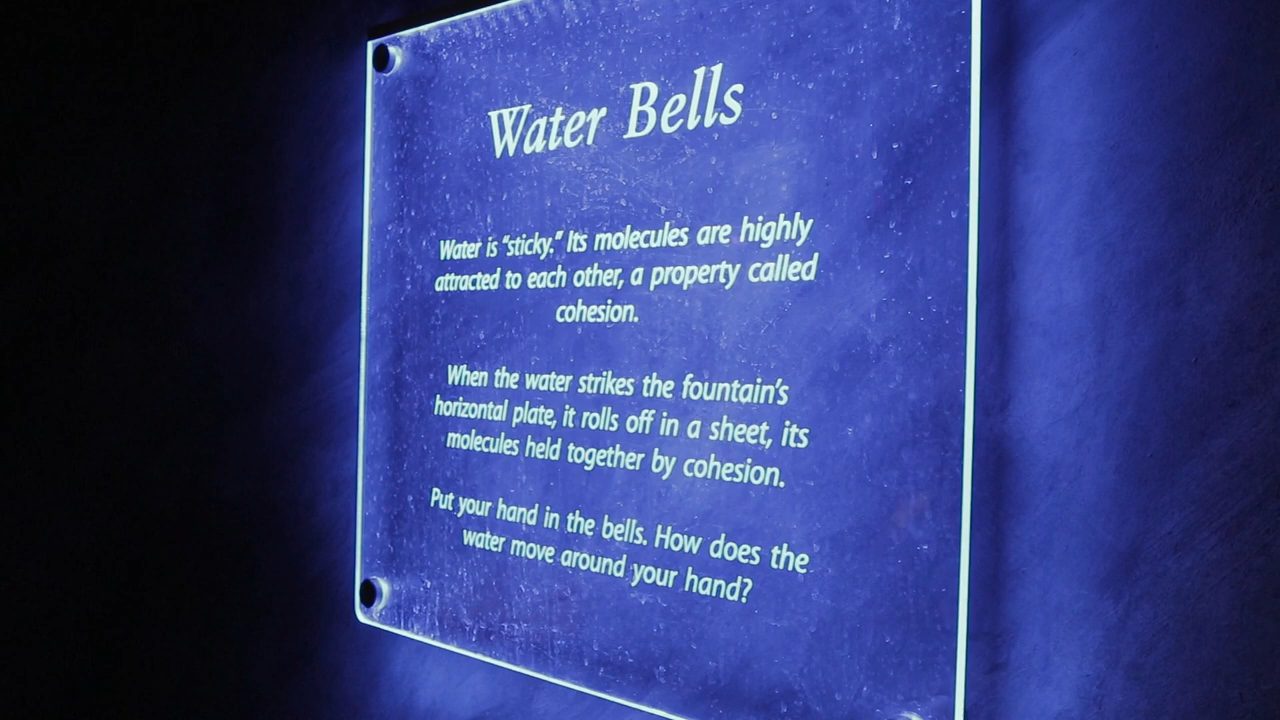 Water Bells
Water is “sticky.” Its molecules are highly
attracted to each other, a property called
cohesion.
When the water strikes the fountain’s
horizontal plate, it rolls off in a sheet, its
molecules held together by cohesion.
Put your hand in the bells. How does the
water move around your hand?